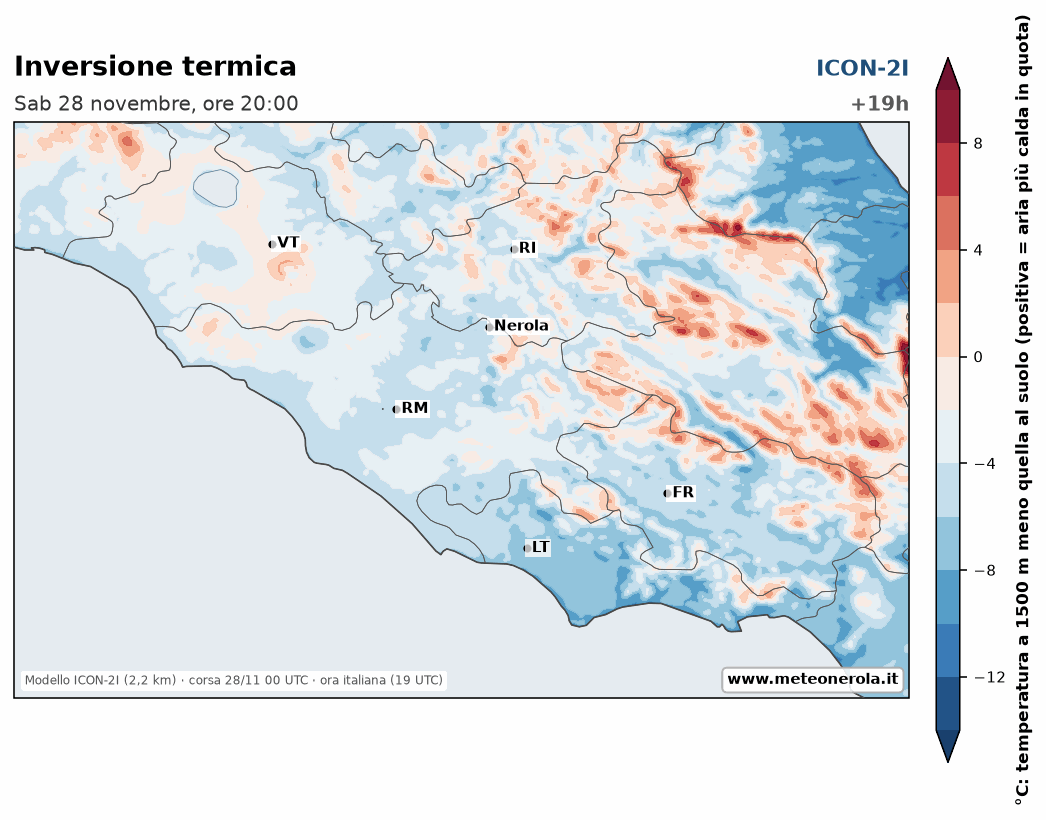 Inversione termica
ICON-2I
Sab 28 novembre, ore 20:00
+19h
VT
RI
Nerola
RM
FR
LT
Modello ICON-2I (2,2 km) · corsa 28/11 00 UTC · ora italiana (19 UTC)
www.meteonerola.it
8
4
0
−4
−8
−12
°C: temperatura a 1500 m meno quella al suolo (positiva = aria più calda in quota)